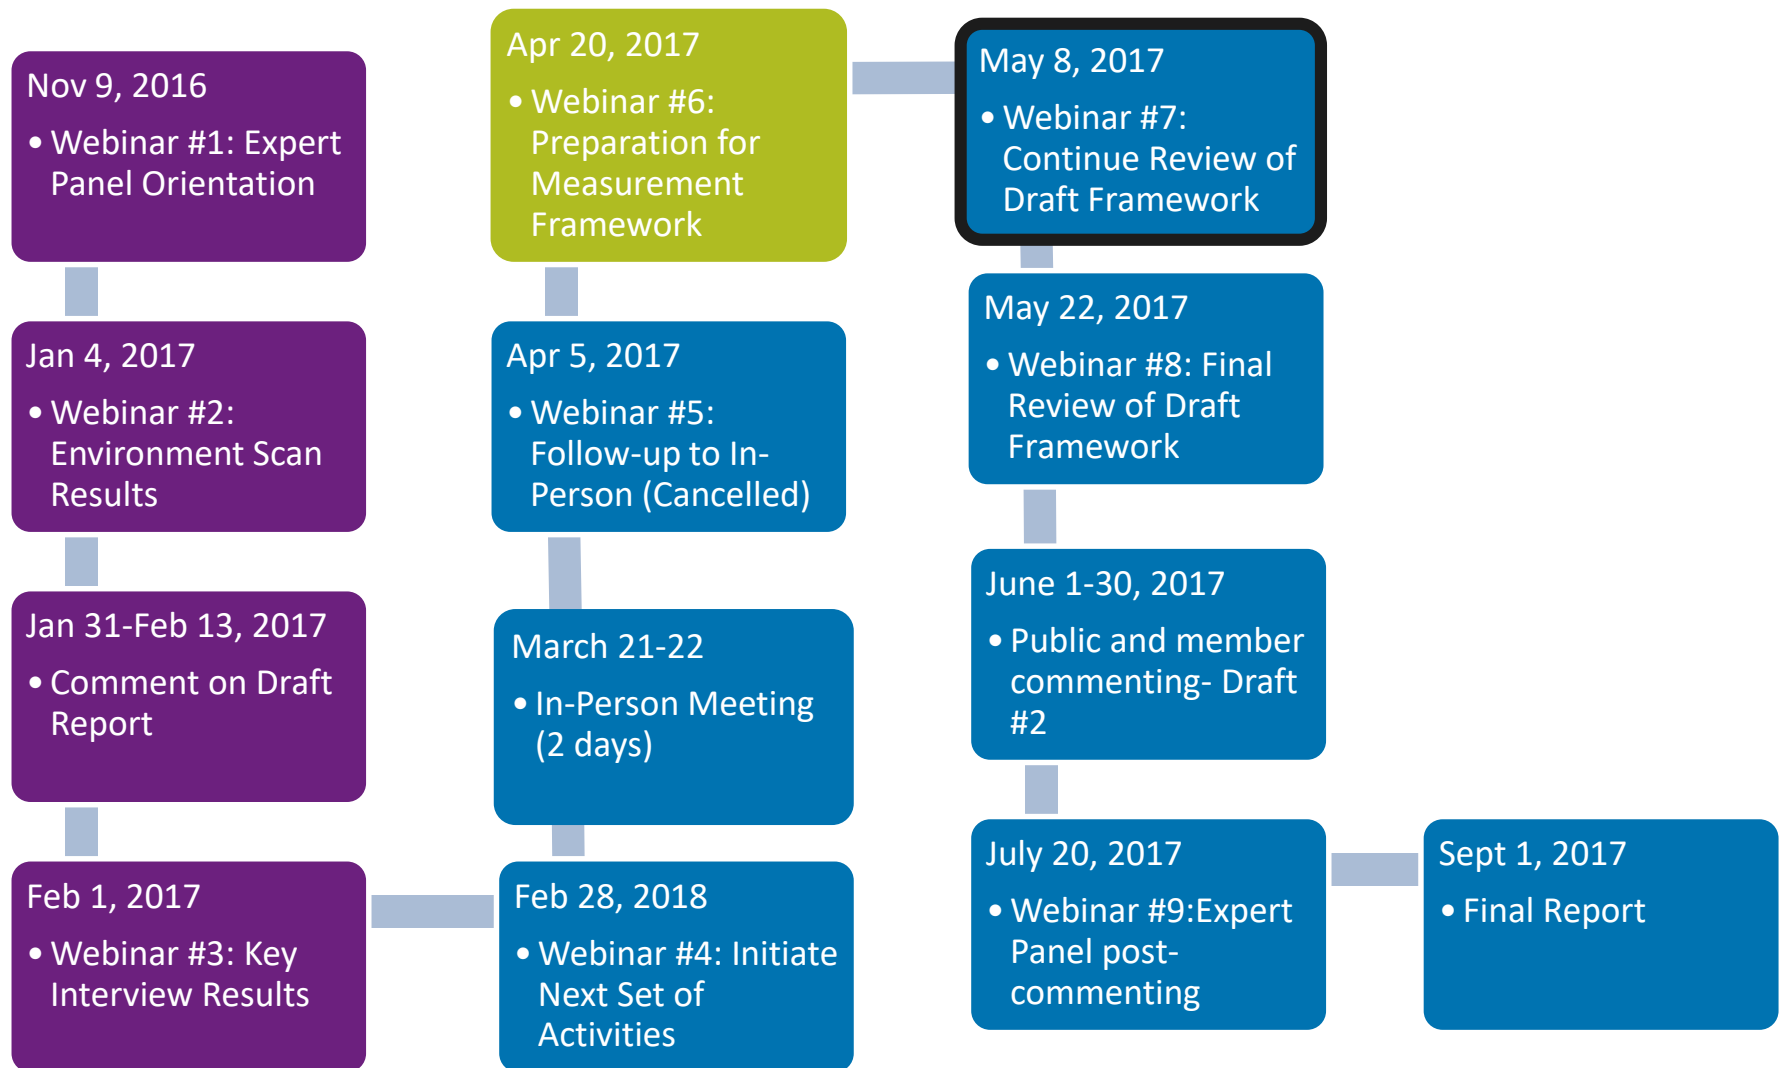 Nov 9, 2016
• Webinar #1: Expert
Panel Orientation
Jan 4, 2017
• Webinar #2:
Environment Scan
Results
Jan 31-Feb 13, 2017
• Comment on Draft
Report
Feb 1, 2017
• Webinar #3: Key
Interview Results
Feb 28, 2018
• Webinar #4: Initiate
Next Set of
Activities
March 21-22
• In-Person Meeting
(2 days)
Apr 5, 2017
• Webinar #5:
Follow-up to In-
Person (Cancelled)
Apr 20, 2017
• Webinar #6:
Preparation for
Measurement
Framework
May 8, 2017
• Webinar #7:
Continue Review of
Draft Framework
May 22, 2017
• Webinar #8: Final
Review of Draft
Framework
June 1-30, 2017
• Public and member
commenting- Draft
#2
July 20, 2017
• Webinar #9:Expert
Panel post-
commenting
Sept 1, 2017
• Final Report